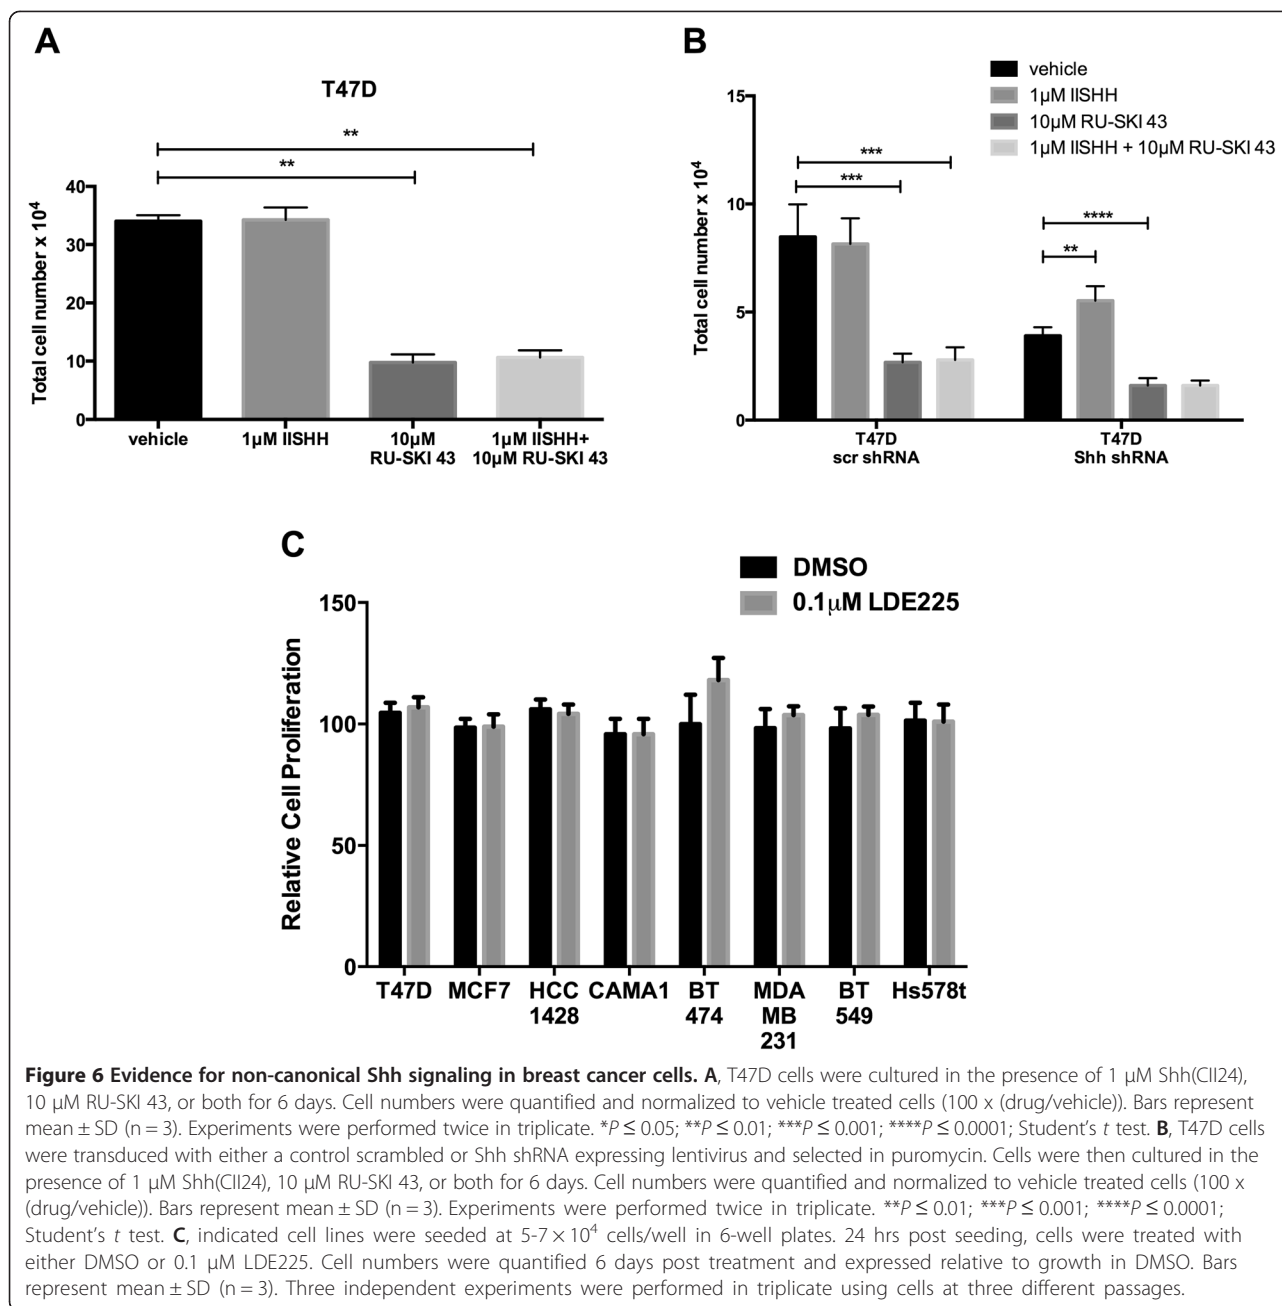 A
T47D
**
**
Total cell number x 10⁴
40
30
20
10
0
vehicle
1µM IISHH
10µM
RU-SKI 43
1µM IISHH+
10µM RU-SKI 43
B
vehicle
1µM IISHH
10µM RU-SKI 43
1µM IISHH + 10µM RU-SKI 43
Total cell number x 10⁴
15
10
5
0
***
***
****
**
T47D
scr shRNA
T47D
Shh shRNA
C
DMSO
0.1µM LDE225
Relative Cell Proliferation
150
100
50
0
T47D
MCF7
HCC
1428
CAMA1
BT
474
MDA
MB
231
BT
549
Hs578t
Figure 6 Evidence for non-canonical Shh signaling in breast cancer cells. A, T47D cells were cultured in the presence of 1 µM Shh(CII24),
10 µM RU-SKI 43, or both for 6 days. Cell numbers were quantified and normalized to vehicle treated cells (100 x (drug/vehicle)). Bars represent
mean ± SD (n = 3). Experiments were performed twice in triplicate. *P ≤ 0.05; **P ≤ 0.01; ***P ≤ 0.001; ****P ≤ 0.0001; Student's t test. B, T47D cells
were transduced with either a control scrambled or Shh shRNA expressing lentivirus and selected in puromycin. Cells were then cultured in the
presence of 1 µM Shh(CII24), 10 µM RU-SKI 43, or both for 6 days. Cell numbers were quantified and normalized to vehicle treated cells (100 x
(drug/vehicle)). Bars represent mean ± SD (n = 3). Experiments were performed twice in triplicate. **P ≤ 0.01; ***P ≤ 0.001; ****P ≤ 0.0001;
Student's t test. C, indicated cell lines were seeded at 5-7 × 10⁴ cells/well in 6-well plates. 24 hrs post seeding, cells were treated with
either DMSO or 0.1 µM LDE225. Cell numbers were quantified 6 days post treatment and expressed relative to growth in DMSO. Bars
represent mean ± SD (n = 3). Three independent experiments were performed in triplicate using cells at three different passages.